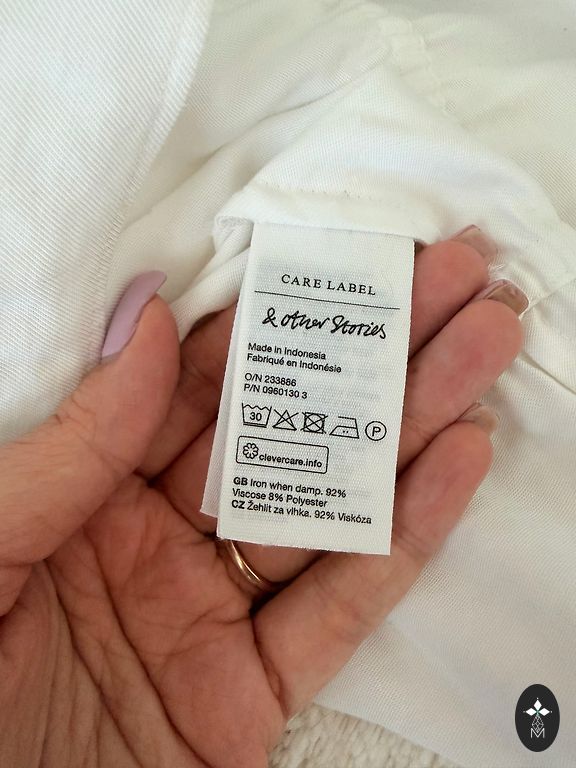 CARE LABEL
& other Stories
Made in Indonesia
Fabriqué en Indonésie
O/N 233886
P/N 0960130 3
30
P
clevercare.info
GB Iron when damp. 92%
Viscose 8% Polyester
CZ Žehlit za vlhka. 92% Viskóza
M